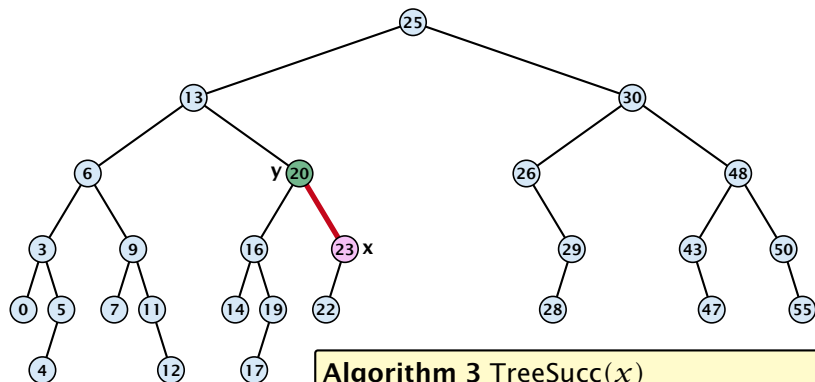 25
13 30
6 y 20 26 48
3 9 16 23 x 29 43 50
0 5 7 11 14 19 22 28 47 55
4 12 17
Algorithm 3 TreeSucc(x)